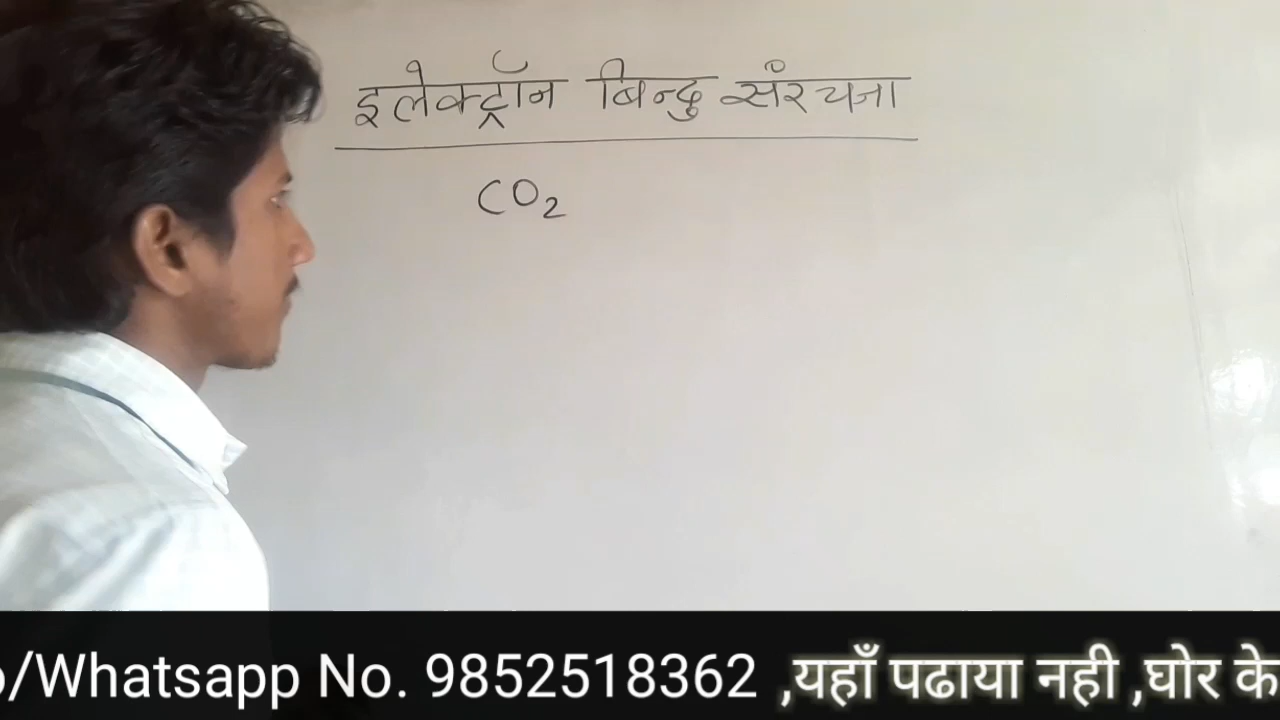 इलेक्ट्रॉन बिन्दु संरचना
CO₂
o/Whatsapp No. 9852518362 ,यहाँ पढाया नही ,घोर के